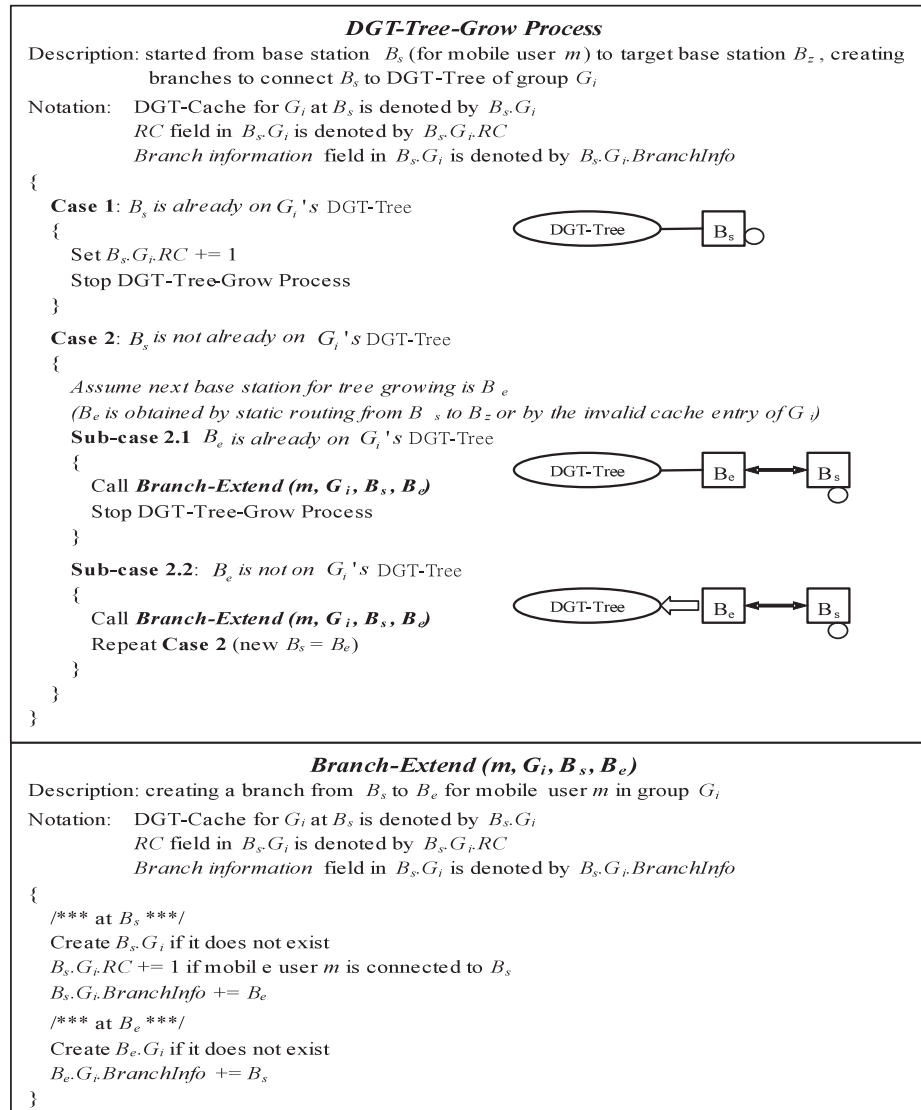 DGT-Tree-Grow Process
Description: started from base station Bs (for mobile user m) to target base station Bz, creating
branches to connect Bs to DGT-Tree of group Gi
Notation: DGT-Cache for Gi at Bs is denoted by Bs.Gi
RC field in Bs.Gi is denoted by Bs.Gi.RC
Branch information field in Bs.Gi is denoted by Bs.Gi.BranchInfo
{
Case 1: Bs is already on Gi's DGT-Tree
{
DGT-Tree Bs
Set Bs.Gi.RC += 1
Stop DGT-Tree-Grow Process
}
Case 2: Bs is not already on Gi's DGT-Tree
{
Assume next base station for tree growing is Be
(Be is obtained by static routing from Bs to Bz or by the invalid cache entry of Gi)
Sub-case 2.1 Be is already on Gi's DGT-Tree
{
DGT-Tree Be Bs
Call Branch-Extend (m, Gi, Bs, Be)
Stop DGT-Tree-Grow Process
}
Sub-case 2.2: Be is not on Gi's DGT-Tree
{
DGT-Tree Be Bs
Call Branch-Extend (m, Gi, Bs, Be)
Repeat Case 2 (new Bs = Be)
}
}
}
Branch-Extend (m, Gi, Bs, Be)
Description: creating a branch from Bs to Be for mobile user m in group Gi
Notation: DGT-Cache for Gi at Bs is denoted by Bs.Gi
RC field in Bs.Gi is denoted by Bs.Gi.RC
Branch information field in Bs.Gi is denoted by Bs.Gi.BranchInfo
{
/*** at Bs ***/
Create Bs.Gi if it does not exist
Bs.Gi.RC += 1 if mobil e user m is connected to Bs
Bs.Gi.BranchInfo += Be
/*** at Be ***/
Create Be.Gi if it does not exist
Be.Gi.BranchInfo += Bs
}